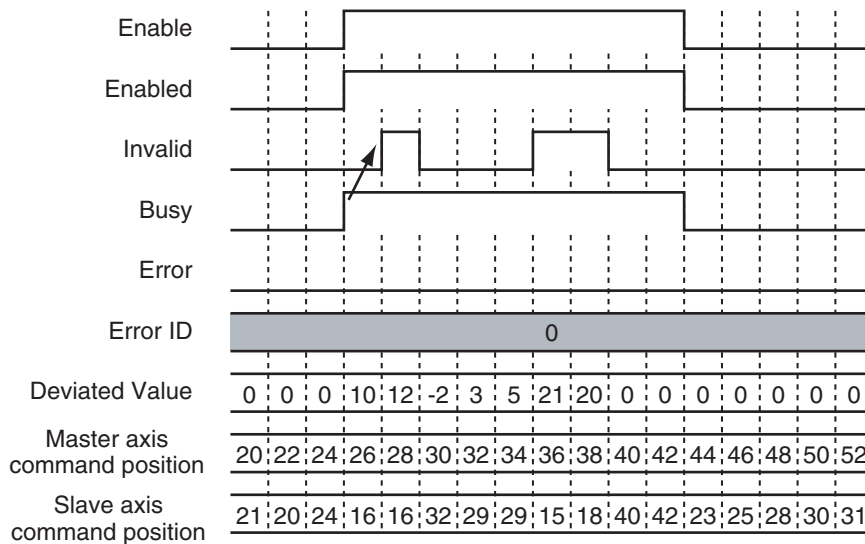 Enable
Enabled
Invalid
Busy
Error
Error ID
0
Deviated Value
0 0 0 10 12 -2 3 5 21 20 0 0 0 0 0 0 0
Master axis
command position
20 22 24 26 28 30 32 34 36 38 40 42 44 46 48 50 52
Slave axis
command position
21 20 24 16 16 32 29 29 15 18 40 42 23 25 28 30 31